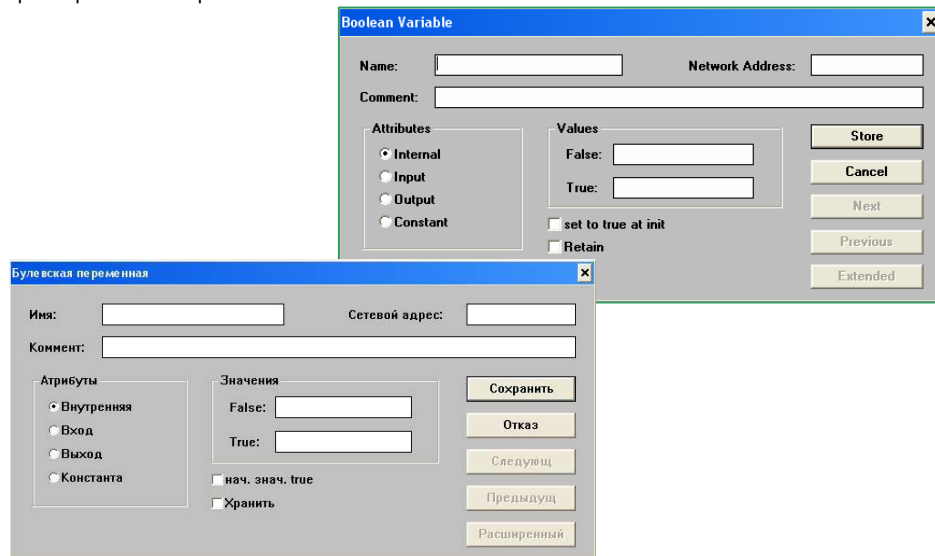 Boolean Variable
Name:
Network Address:
Comment:
Attributes
Internal
Input
Output
Constant
Values
False:
True:
set to true at init
Retain
Store
Cancel
Next
Previous
Extended
Булевская переменная
Имя:
Сетевой адрес:
Коммент:
Атрибуты
Внутренняя
Вход
Выход
Константа
Значения
False:
True:
нач. знач. true
Хранить
Сохранить
Отказ
Следующ
Предыдущ
Расширенный